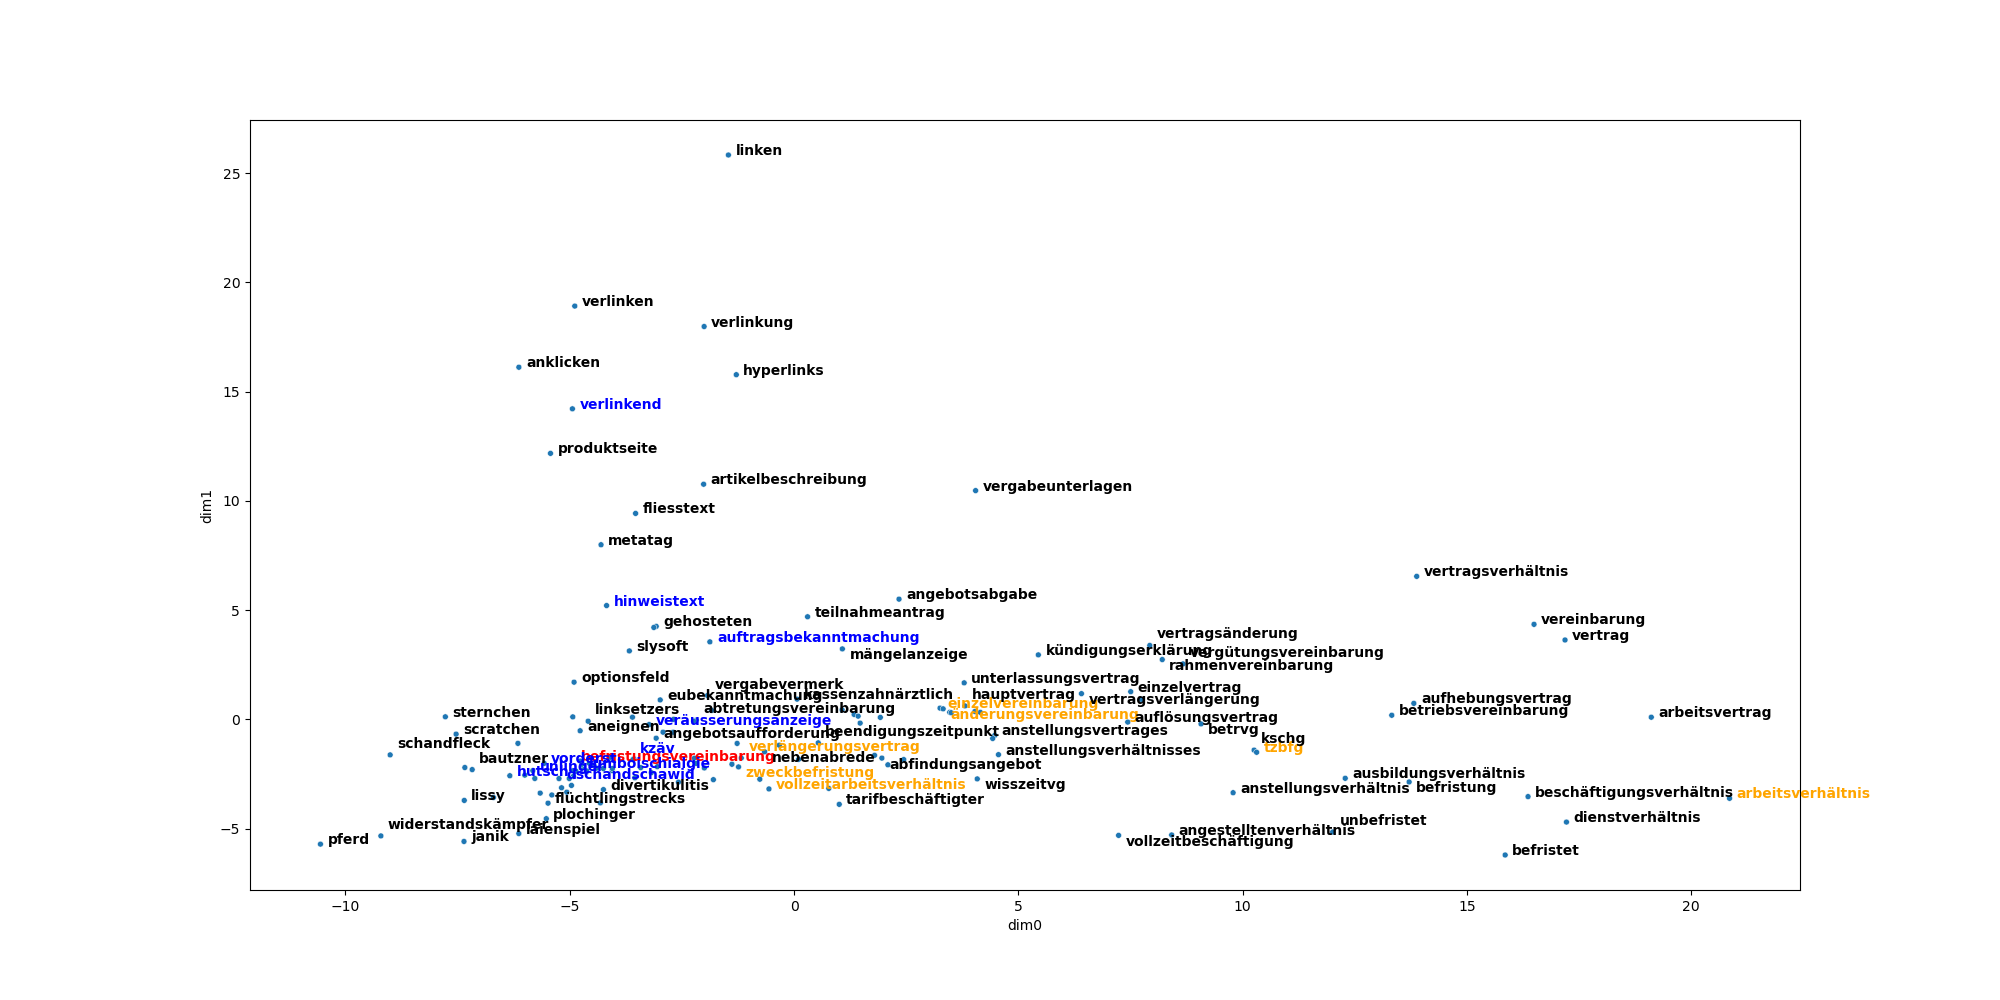 linken
25
20
verlinken
verlinkung
anklicken
hyperlinks
15
verlinkend
produktseite
artikelbeschreibung
vergabeunterlagen
10
fliesstext
metatag
dim1
vertragsverhältnis
angebotsabgabe
hinweistext
teilnahmeantrag
5
gehosteten
vereinbarung
auftragsbekanntmachung
vertragsänderung
vertrag
slysoft
mängelanzeige
kündigungserklärung
vergütungsvereinbarung
rahmenvereinbarung
optionsfeld
vergabevermerk
unterlassungsvertrag
eubekanntmachung
kassenzahnärztlich
hauptvertrag
einzelvertrag
vertragsverlängerung
aufhebungsvertrag
sternchen
linksetzers
abtretungsvereinbarung
einzelvereinbarung
änderungsvereinbarung
betriebsvereinbarung
arbeitsvertrag
0
scratchen
aneignen
veräusserungsanzeige
angebotsaufforderung
beendigungszeitpunkt
anstellungsvertrages
auflösungsvertrag
betrvg
schandfleck
kzäv
verlängerungsvertrag
anstellungsverhältnisses
kschg
tzbfg
bautzner
befristungsvereinbarung
nebenabrede
abfindungsangebot
zweckbefristung
divertikulitis
vollzeitarbeitsverhältnis
wisszeitvg
ausbildungsverhältnis
anstellungsverhältnis
befristung
beschäftigungsverhältnis
arbeitsverhältnis
lissy
flüchtlingstrecks
tarifbeschäftigter
plochinger
dienstverhältnis
widerstandskämpfer
laienspiel
unbefristet
−5
pferd
janik
angestelltenverhältnis
vollzeitbeschäftigung
befristet
−10
−5
0
5
10
15
20
dim0